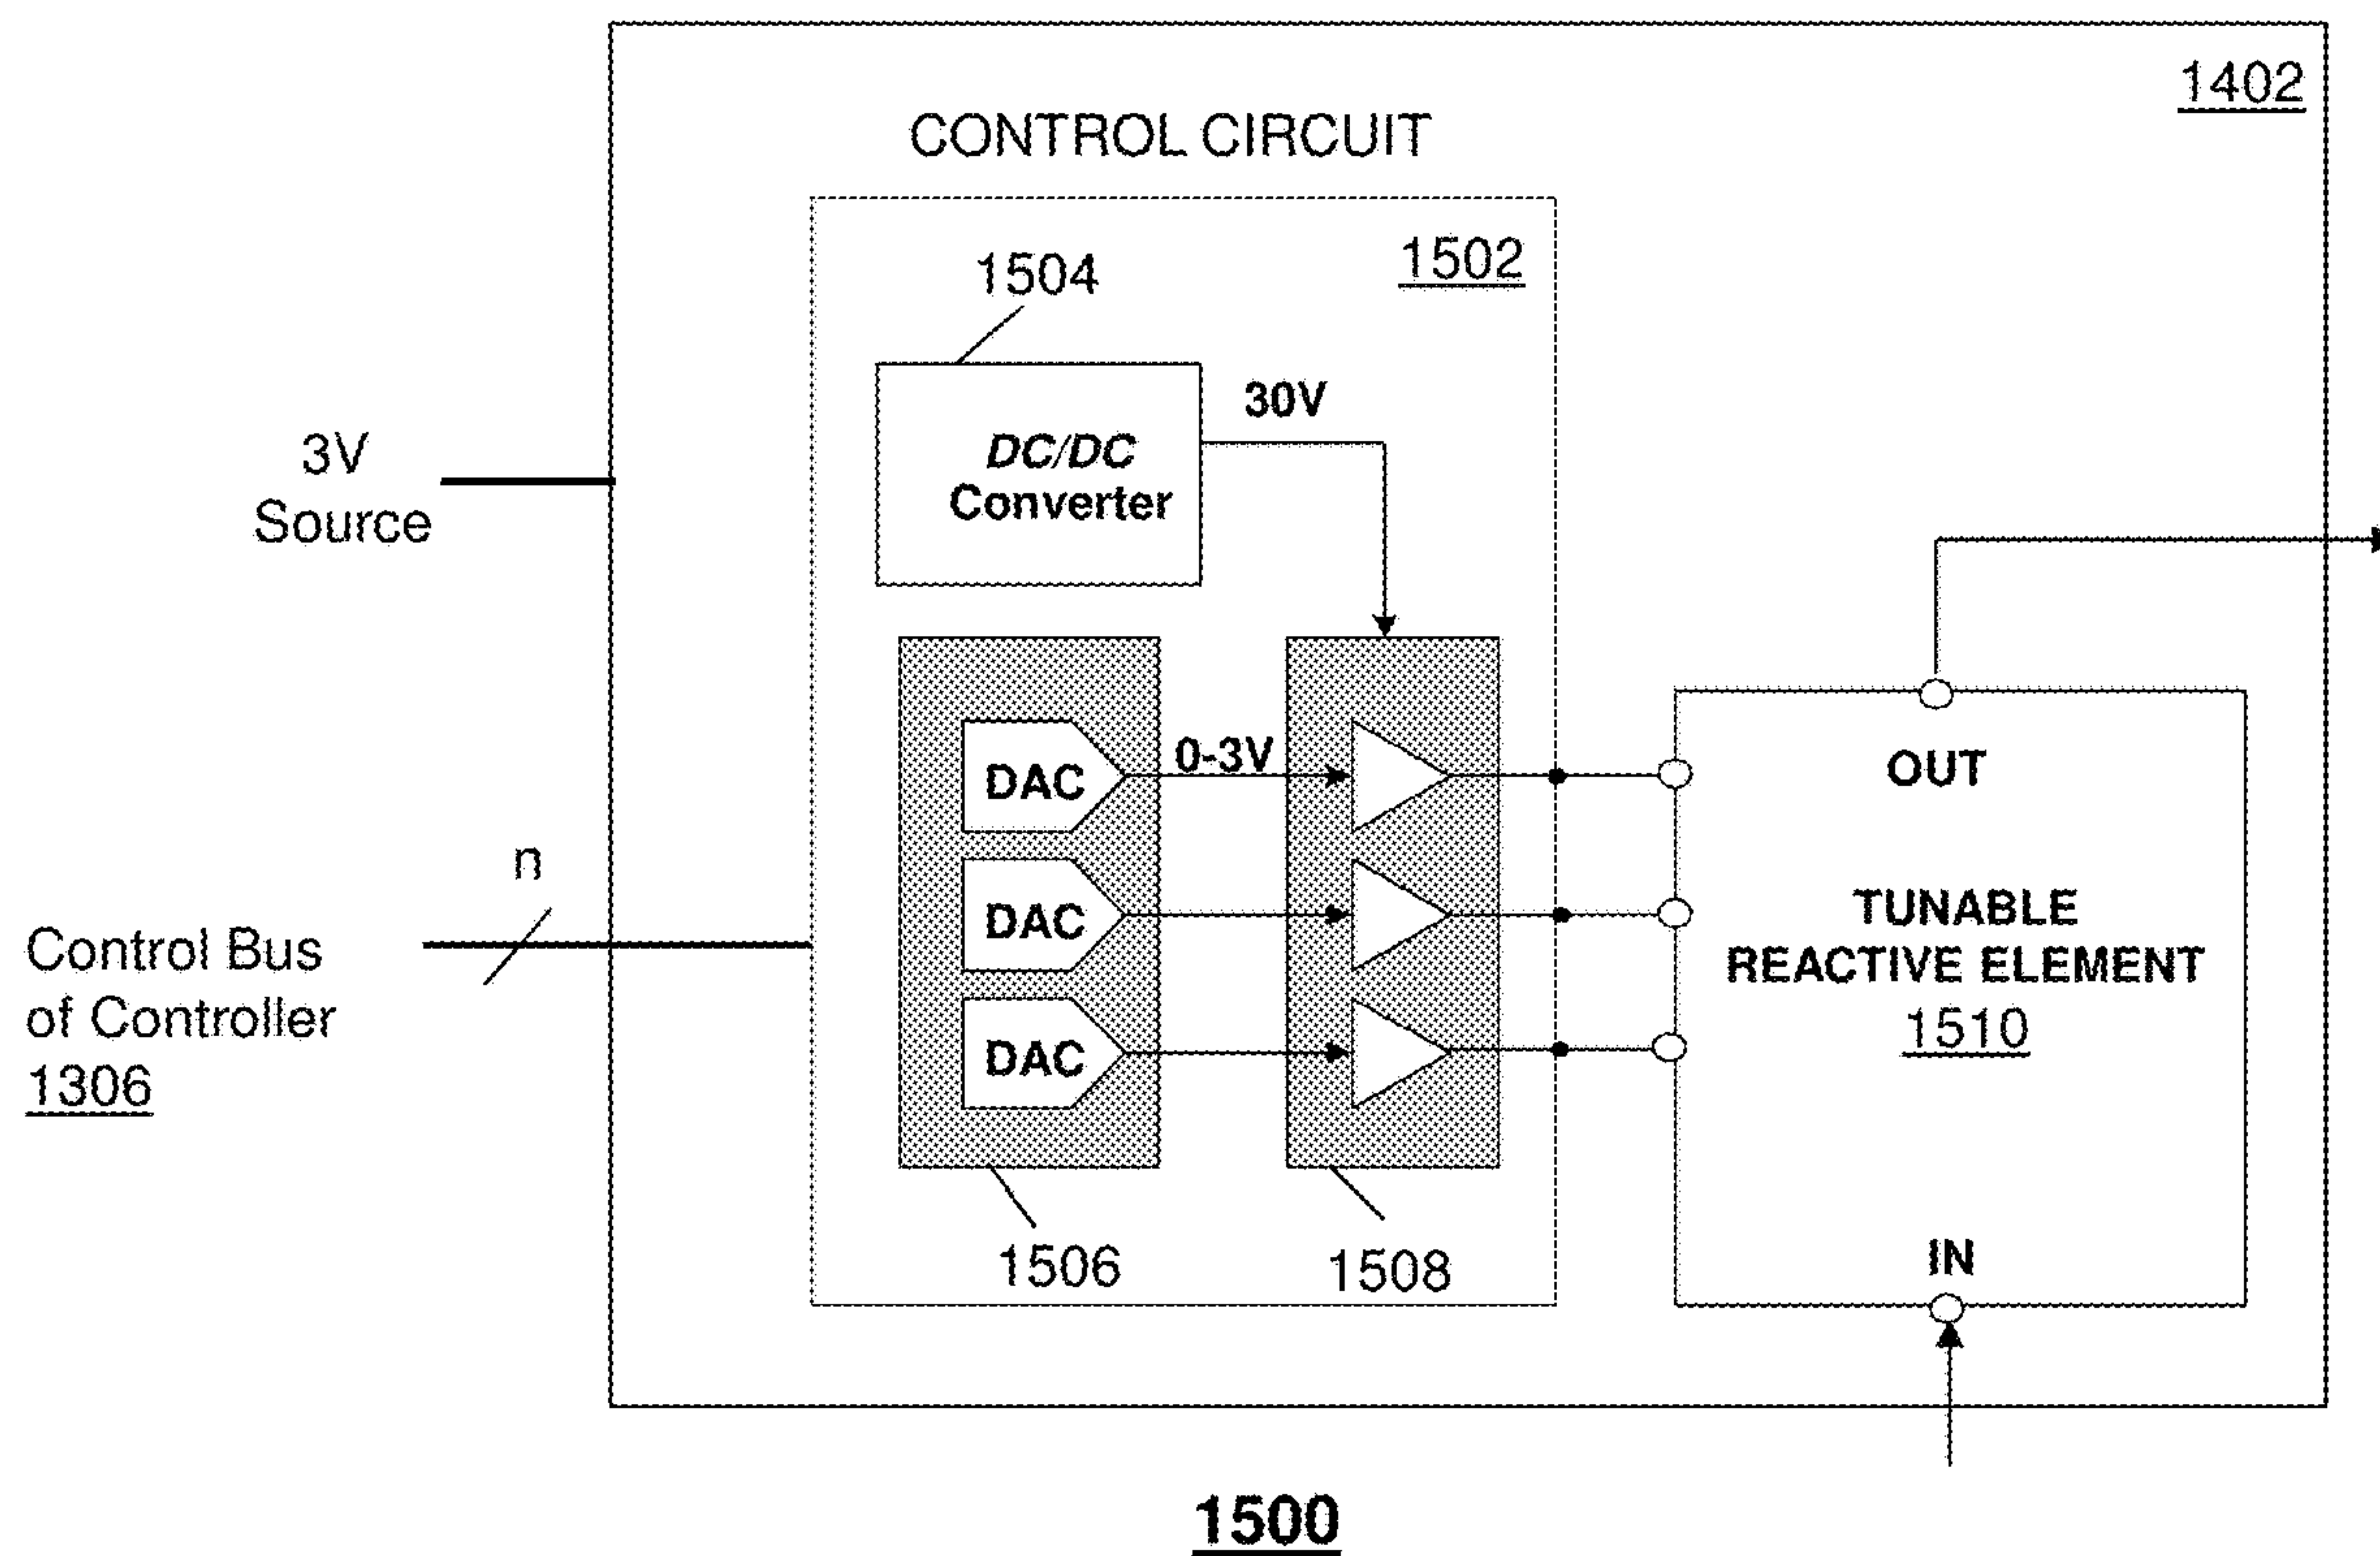 1402
CONTROL CIRCUIT
1502
1504
30V
DC/DC
Converter
3V
Source
0-3V
DAC
DAC
DAC
n
Control Bus
of Controller
1306
OUT
TUNABLE
REACTIVE ELEMENT
1510
IN
1506
1508
1500